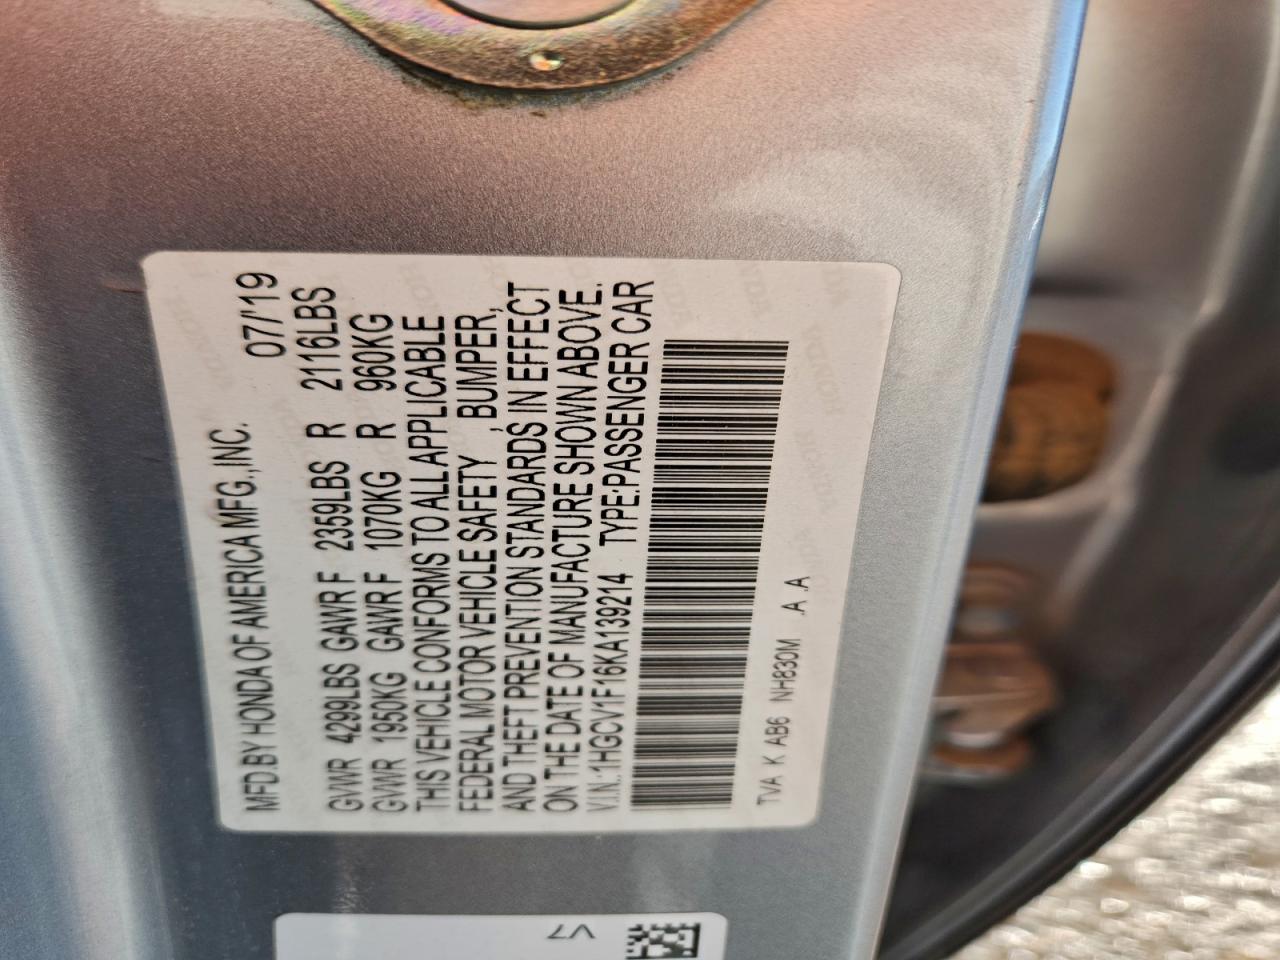 MFD.BY HONDA OF AMERICA MFG.,INC. 07/'19
GVWR 4299LBS GAWR F 2359LBS R 2116LBS
GVWR 1950KG GAWR F 1070KG R 960KG
THIS VEHICLE CONFORMS TO ALL APPLICABLE
FEDERAL MOTOR VEHICLE SAFETY , BUMPER,
AND THEFT PREVENTION STANDARDS IN EFFECT
ON THE DATE OF MANUFACTURE SHOWN ABOVE.
V.I.N.:1HGCV1F16KA139214 TYPE:PASSENGER CAR
TVA K AB6 NH830M .A .A
V7